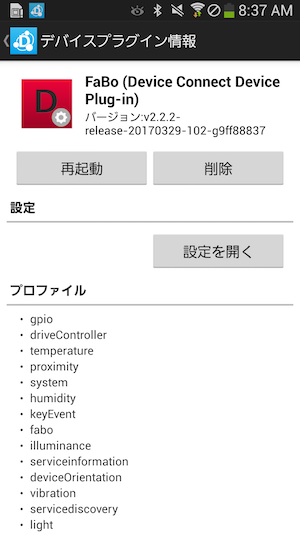 8:37 AM
デバイスプラグイン情報
D
FaBo (Device Connect Device
Plug-in)
バージョン:v2.2.2-
release-20170329-102-g9ff88837
再起動
削除
設定
設定を開く
プロファイル
・ gpio
・ driveController
・ temperature
・ proximity
・ system
・ humidity
・ keyEvent
・ fabo
・ illuminance
・ serviceinformation
・ deviceOrientation
・ vibration
・ servicediscovery
・ light